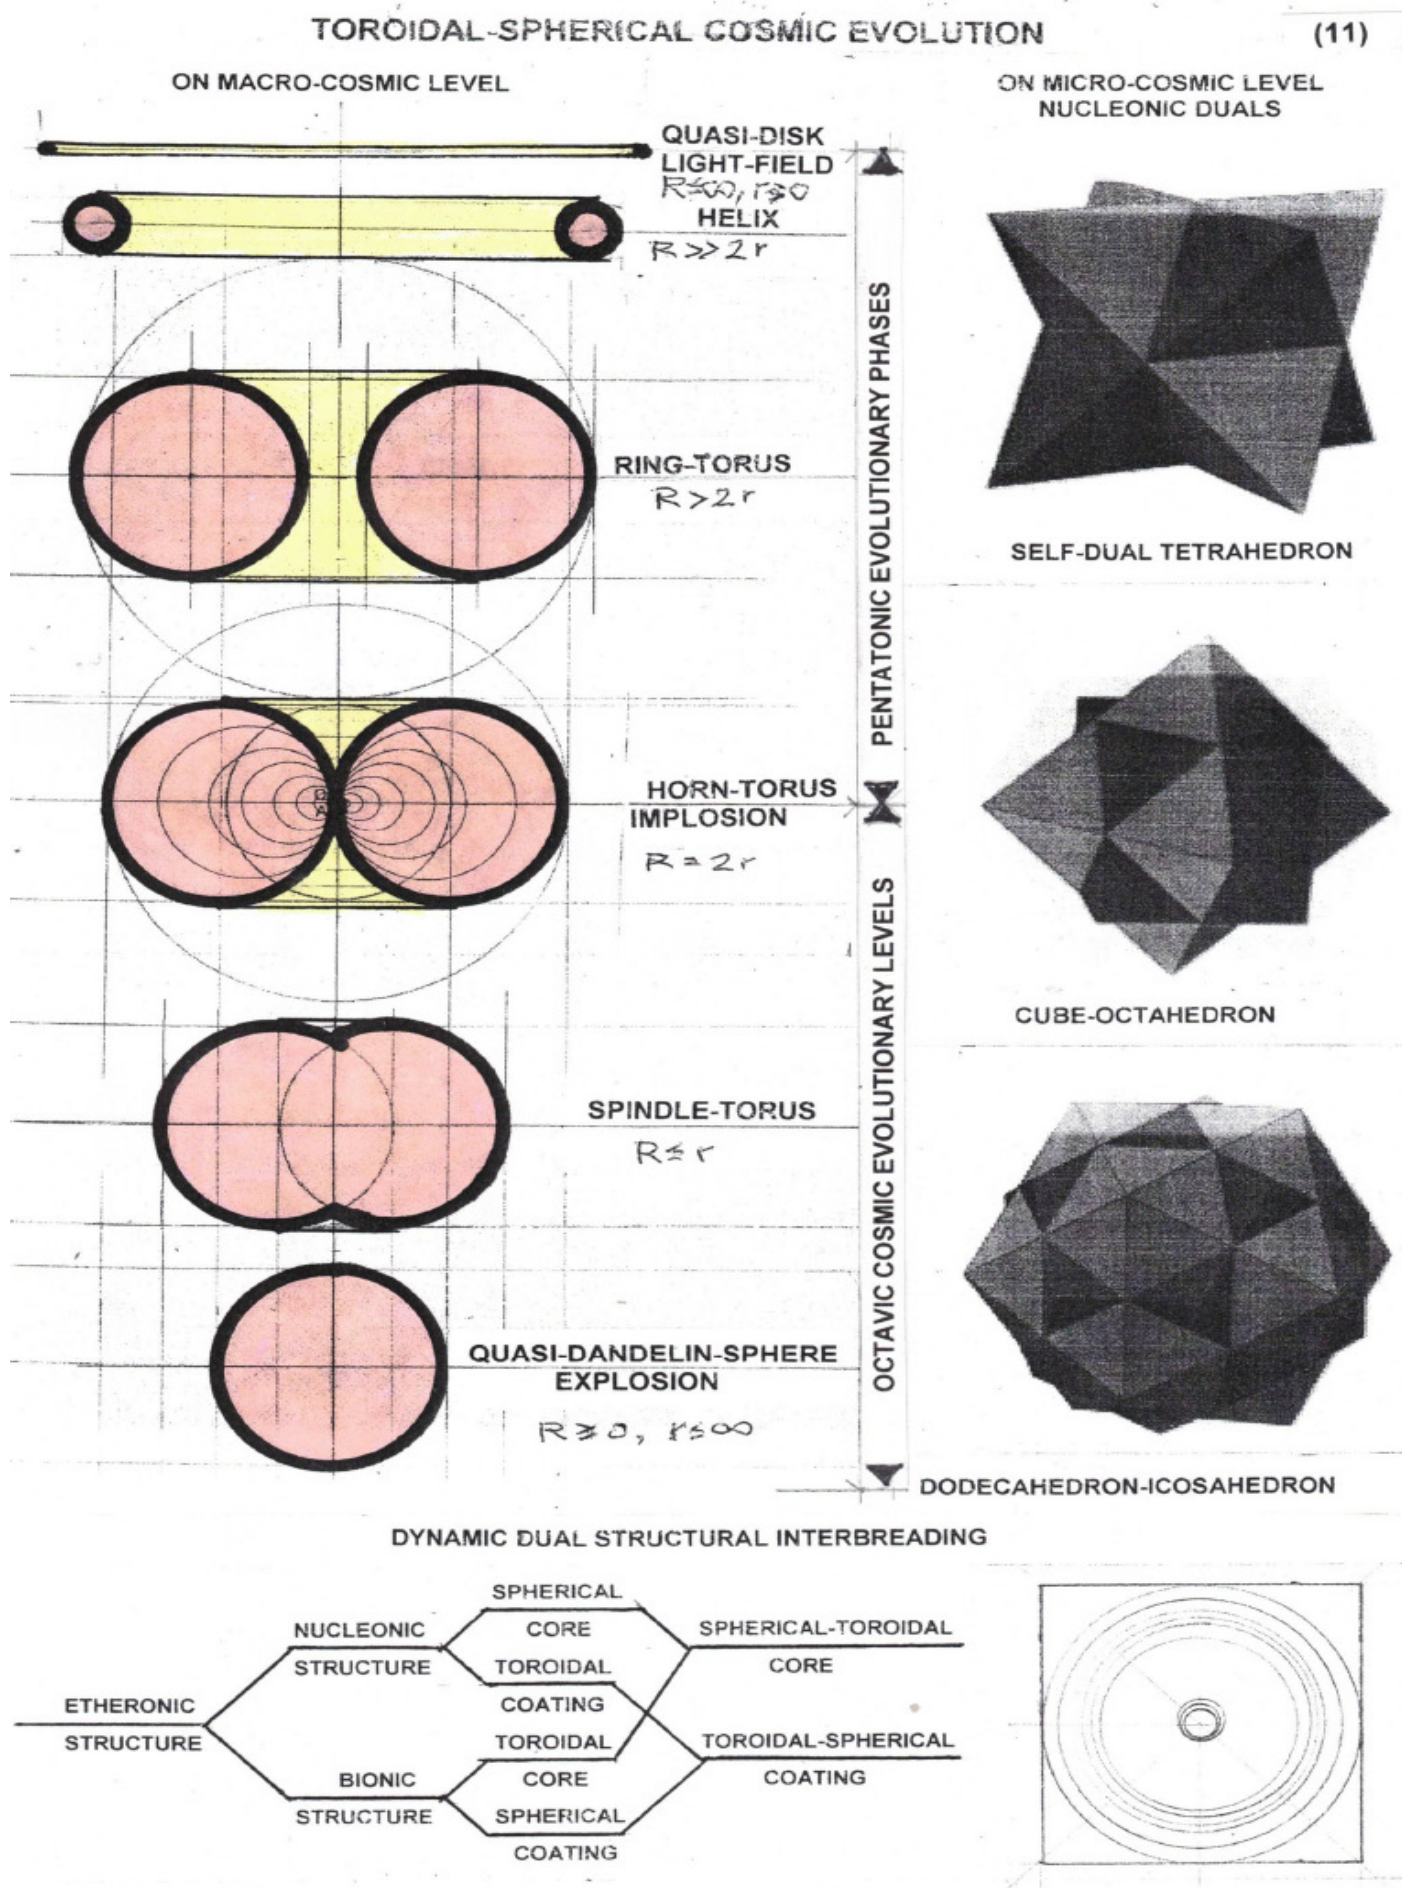 TOROIDAL-SPHERICAL COSMIC EVOLUTION
(11)
ON MACRO-COSMIC LEVEL
QUASI-DISK
LIGHT-FIELD
R≤∞, r≥0
HELIX
R>>2r
RING-TORUS
R>2r
HORN-TORUS
IMPLOSION
R=2r
SPINDLE-TORUS
R≤r
QUASI-DANDELIN-SPHERE
EXPLOSION
R≥0, r≤∞
PENTATONIC EVOLUTIONARY PHASES
OCTAVIC COSMIC EVOLUTIONARY LEVELS
ON MICRO-COSMIC LEVEL
NUCLEONIC DUALS
SELF-DUAL TETRAHEDRON
CUBE-OCTAHEDRON
DODECAHEDRON-ICOSAHEDRON
DYNAMIC DUAL STRUCTURAL INTERBREADING
ETHERONIC
STRUCTURE
NUCLEONIC
STRUCTURE
BIONIC
STRUCTURE
SPHERICAL
CORE
TOROIDAL
COATING
TOROIDAL
CORE
SPHERICAL
COATING
SPHERICAL-TOROIDAL
CORE
TOROIDAL-SPHERICAL
COATING